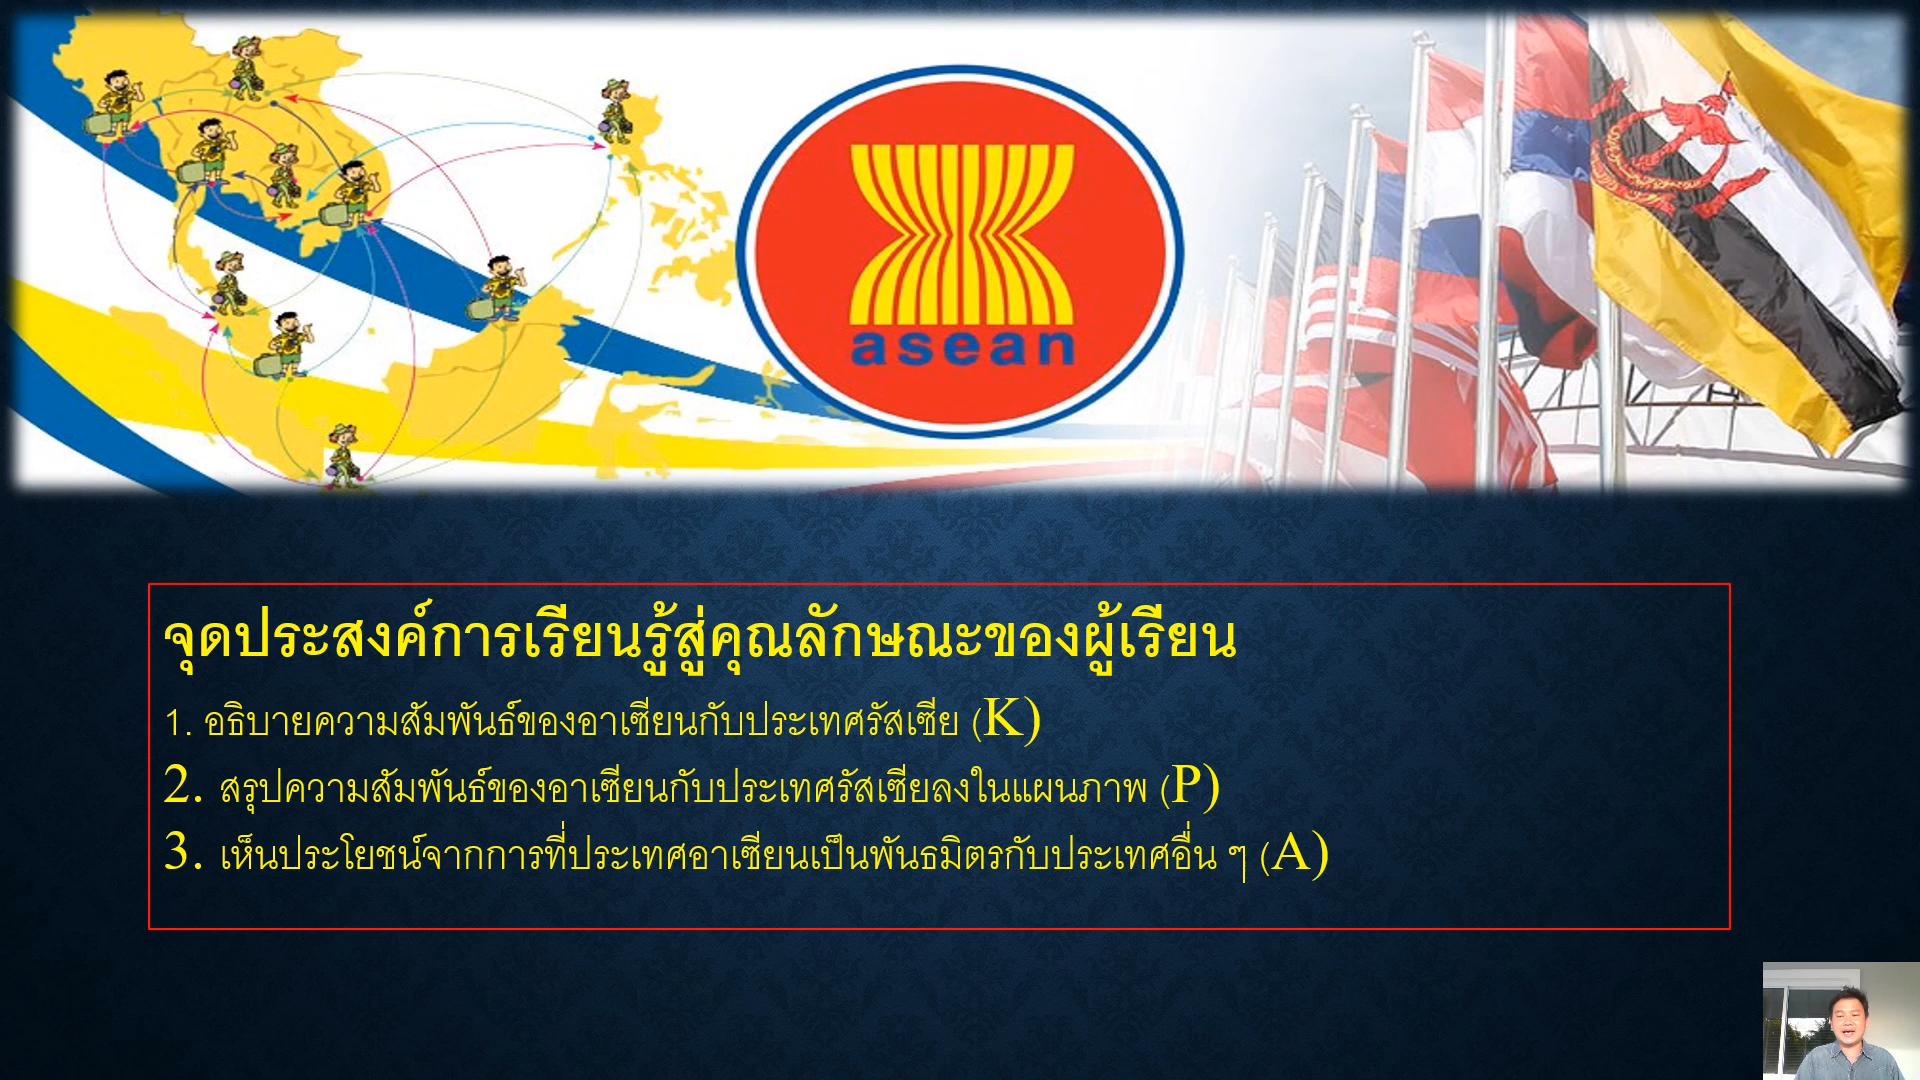 asean
จุดประสงค์การเรียนรู้สู่คุณลักษณะของผู้เรียน
1. อธิบายความสัมพันธ์ของอาเซียนกับประเทศรัสเซีย (K)
2. สรุปความสัมพันธ์ของอาเซียนกับประเทศรัสเซียลงในแผนภาพ (P)
3. เห็นประโยชน์จากการที่ประเทศอาเซียนเป็นพันธมิตรกับประเทศอื่น ๆ (A)